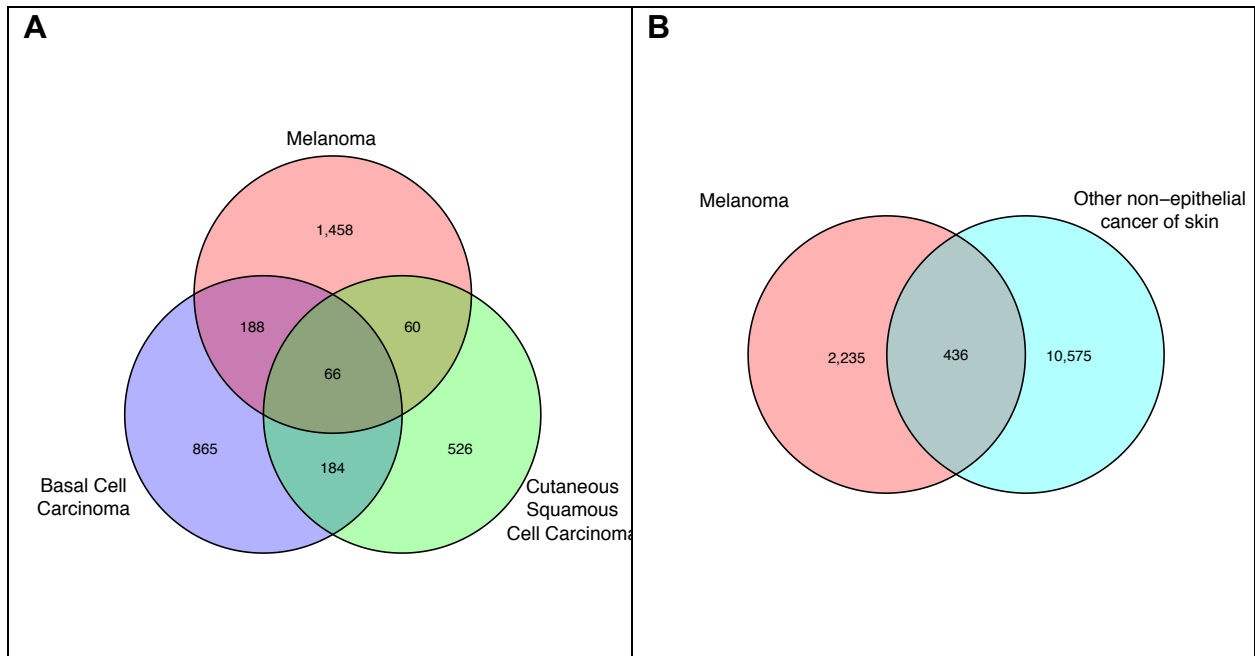 A
Melanoma
1,458
188
60
66
865
526
184
Basal Cell
Carcinoma
Cutaneous
Squamous
Cell Carcinoma
B
Melanoma
Other non−epithelial
cancer of skin
2,235
436
10,575